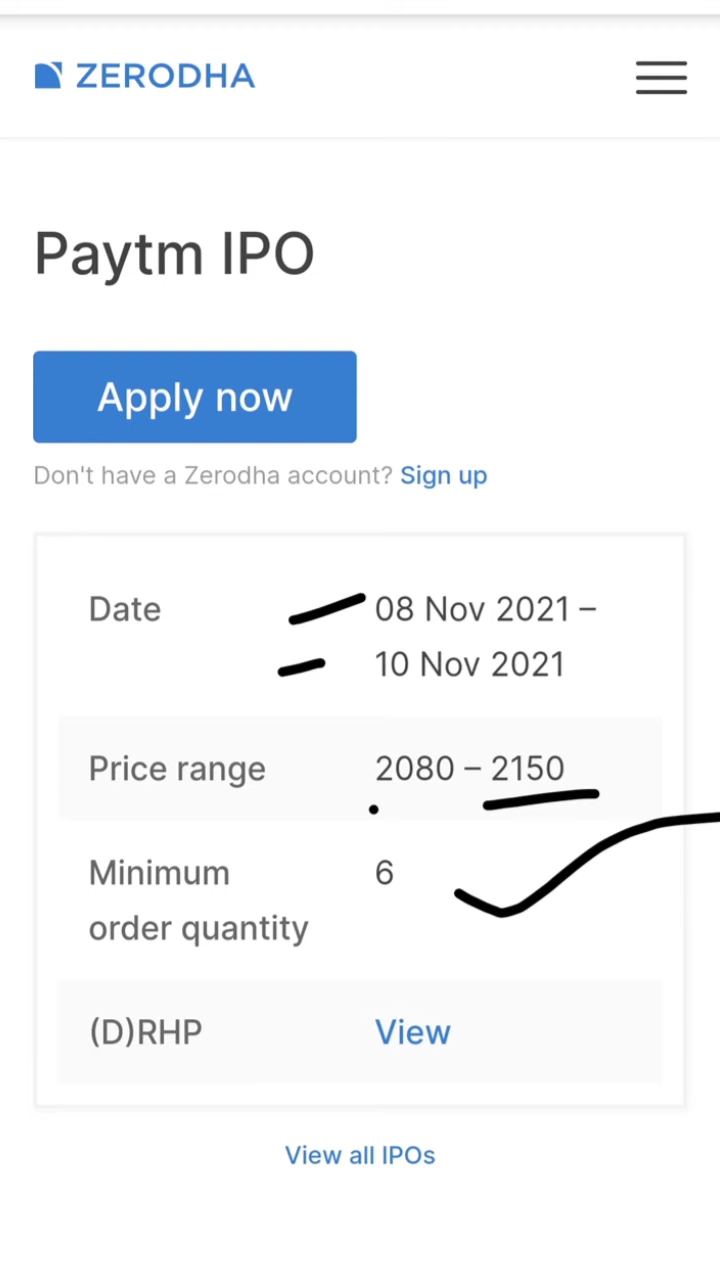 ZERODHA
Paytm IPO
Apply now
Don't have a Zerodha account? Sign up
Date 08 Nov 2021 –
10 Nov 2021
Price range 2080 – 2150
Minimum 6
order quantity
(D)RHP View
View all IPOs